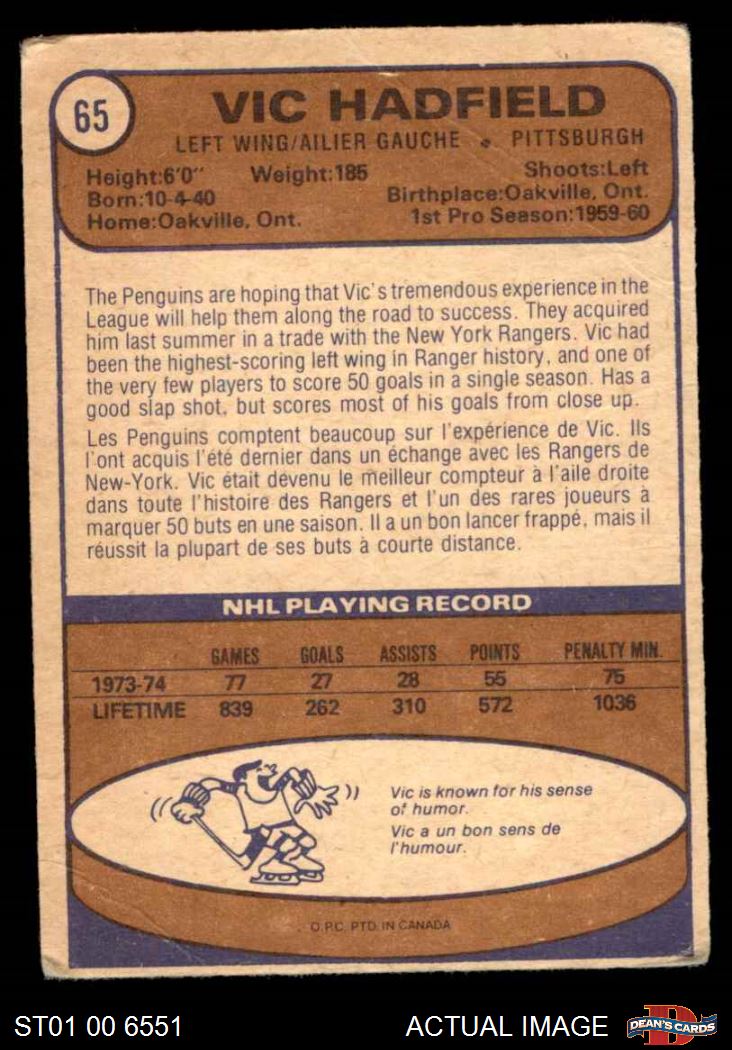 65
VIC HADFIELD
LEFT WING/AILIER GAUCHE • PITTSBURGH
Height:6'0" Weight:185 Shoots:Left
Born:10-4-40 Birthplace:Oakville, Ont.
Home:Oakville, Ont. 1st Pro Season:1959-60
The Penguins are hoping that Vic's tremendous experience in the
League will help them along the road to success. They acquired
him last summer in a trade with the New York Rangers. Vic had
been the highest-scoring left wing in Ranger history, and one of
the very few players to score 50 goals in a single season. Has a
good slap shot, but scores most of his goals from close up.
Les Penguins comptent beaucoup sur l'expérience de Vic. Ils
l'ont acquis l'été dernier dans un échange avec les Rangers de
New-York. Vic était devenu le meilleur compteur à l'aile droite
dans toute l'histoire des Rangers et l'un des rares joueurs à
marquer 50 buts en une saison. Il a un bon lancer frappé, mais il
réussit la plupart de ses buts à courte distance.
NHL PLAYING RECORD
GAMES GOALS ASSISTS POINTS PENALTY MIN.
1973-74 77 27 28 55 75
LIFETIME 839 262 310 572 1036
Vic is known for his sense
of humor.
Vic a un bon sens de
l'humour.
O.P.C. PTD. IN CANADA
ST01 00 6551 ACTUAL IMAGE
D
DEAN'S CARDS